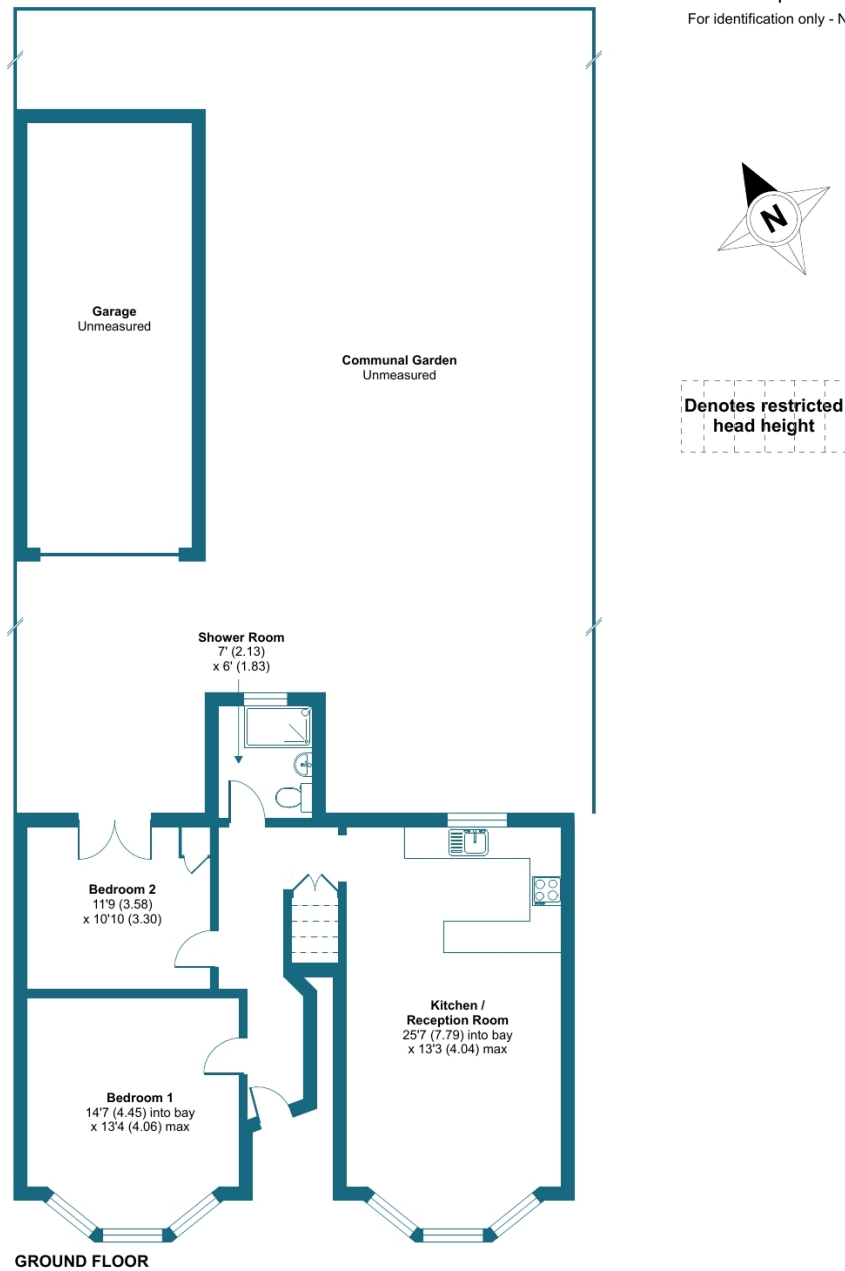 For identification only - N
N
Garage
Unmeasured
Communal Garden
Unmeasured
Denotes restricted
head height
Shower Room
7' (2.13)
x 6' (1.83)
Bedroom 2
11'9 (3.58)
x 10'10 (3.30)
Kitchen /
Reception Room
25'7 (7.79) into bay
x 13'3 (4.04) max
Bedroom 1
14'7 (4.45) into bay
x 13'4 (4.06) max
GROUND FLOOR